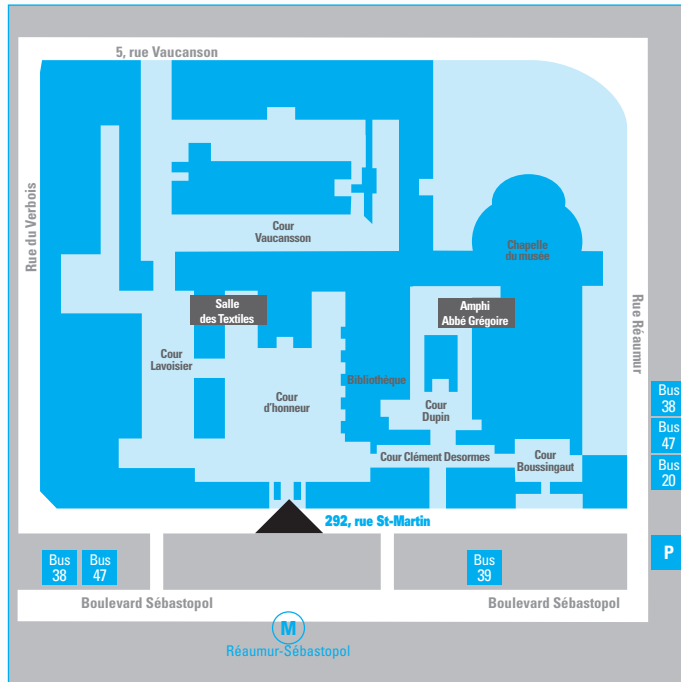 5, rue Vaucanson
Rue du Verbois
Cour
Vaucansson
Chapelle
du musée
Salle
des Textiles
Amphi
Abbé Grégoire
Rue Réaumur
Cour
Lavoisier
Bibliothéque
Cour
d'honneur
Cour
Dupin
Bus
38
Bus
47
Bus
20
Cour Clément Desormes
Cour
Boussingaut
292, rue St-Martin
Bus
38
Bus
47
Bus
39
P
Boulevard Sébastopol
Boulevard Sébastopol
M
Réaumur-Sébastopol